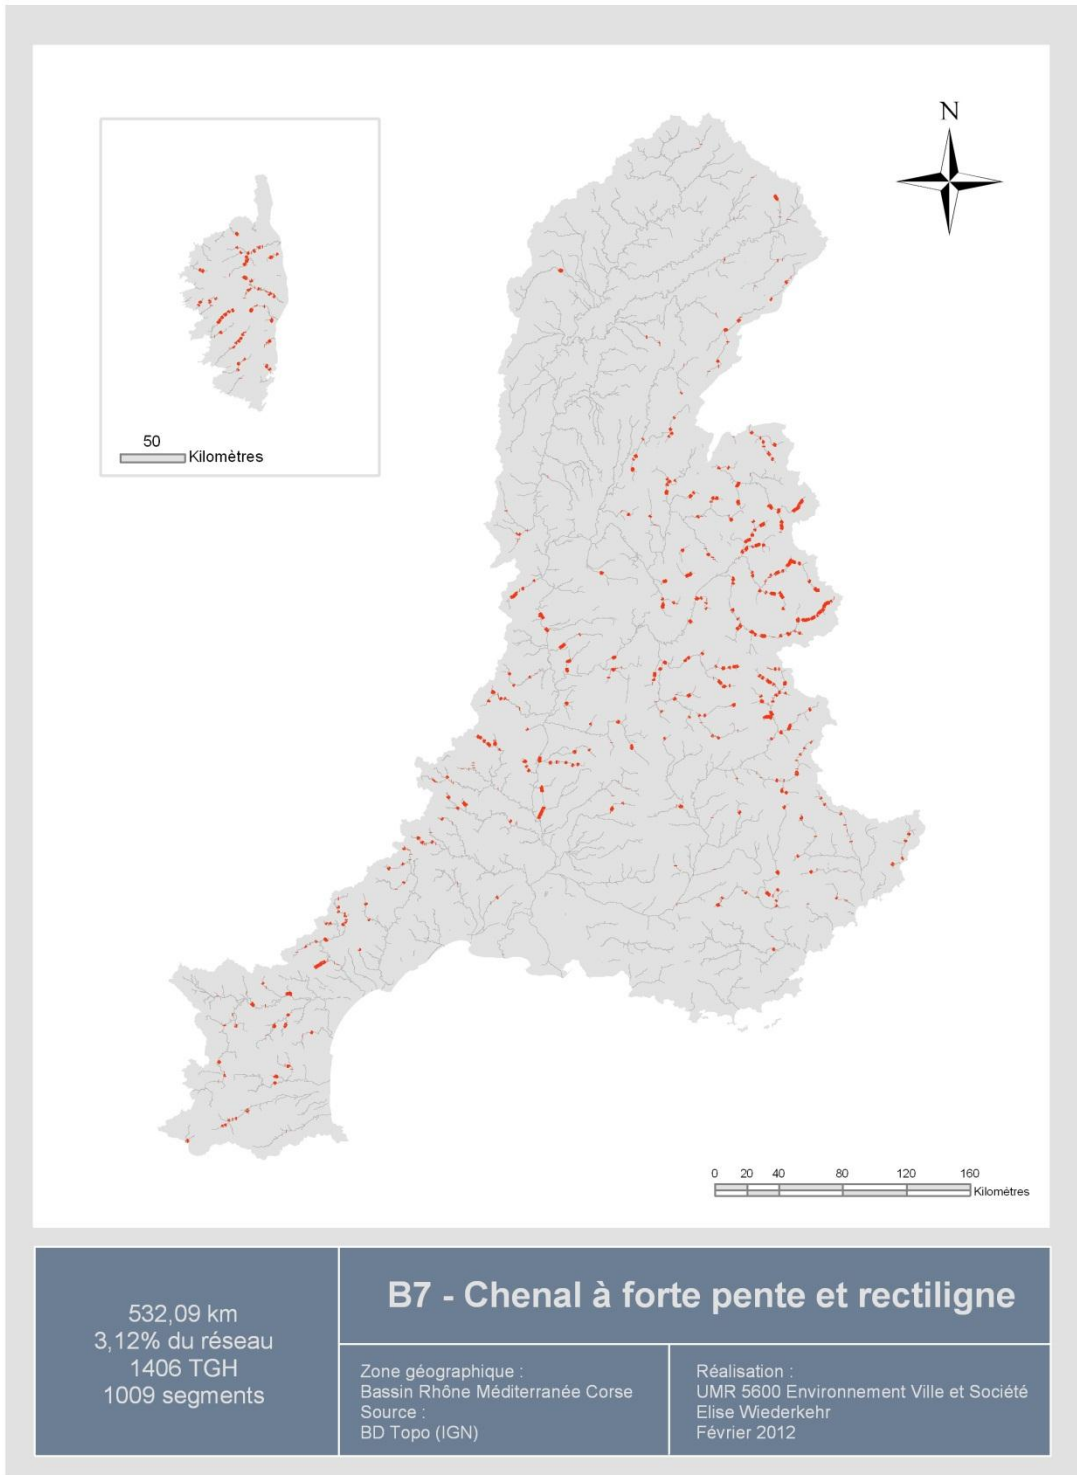 N
50
Kilomètres
0 20 40 80 120 160
Kilomètres
532,09 km
3,12% du réseau
1406 TGH
1009 segments
B7 - Chenal à forte pente et rectiligne
Zone géographique :
Bassin Rhône Méditerranée Corse
Source :
BD Topo (IGN)
Réalisation :
UMR 5600 Environnement Ville et Société
Elise Wiederkehr
Février 2012